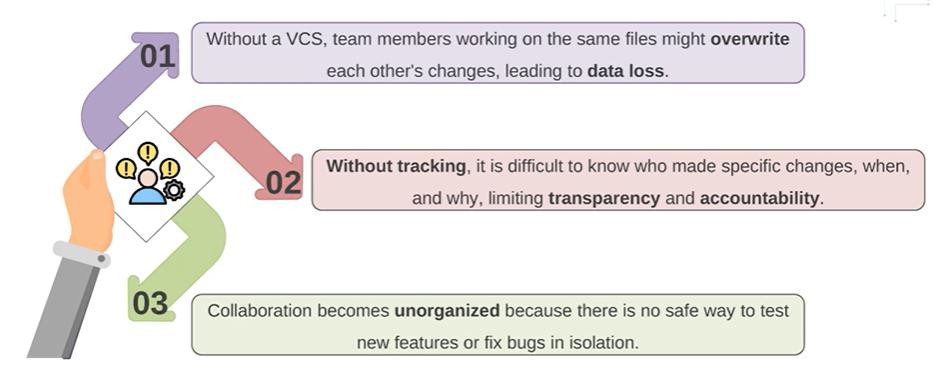 01
Without a VCS, team members working on the same files might overwrite
each other's changes, leading to data loss.
02
Without tracking, it is difficult to know who made specific changes, when,
and why, limiting transparency and accountability.
03
Collaboration becomes unorganized because there is no safe way to test
new features or fix bugs in isolation.